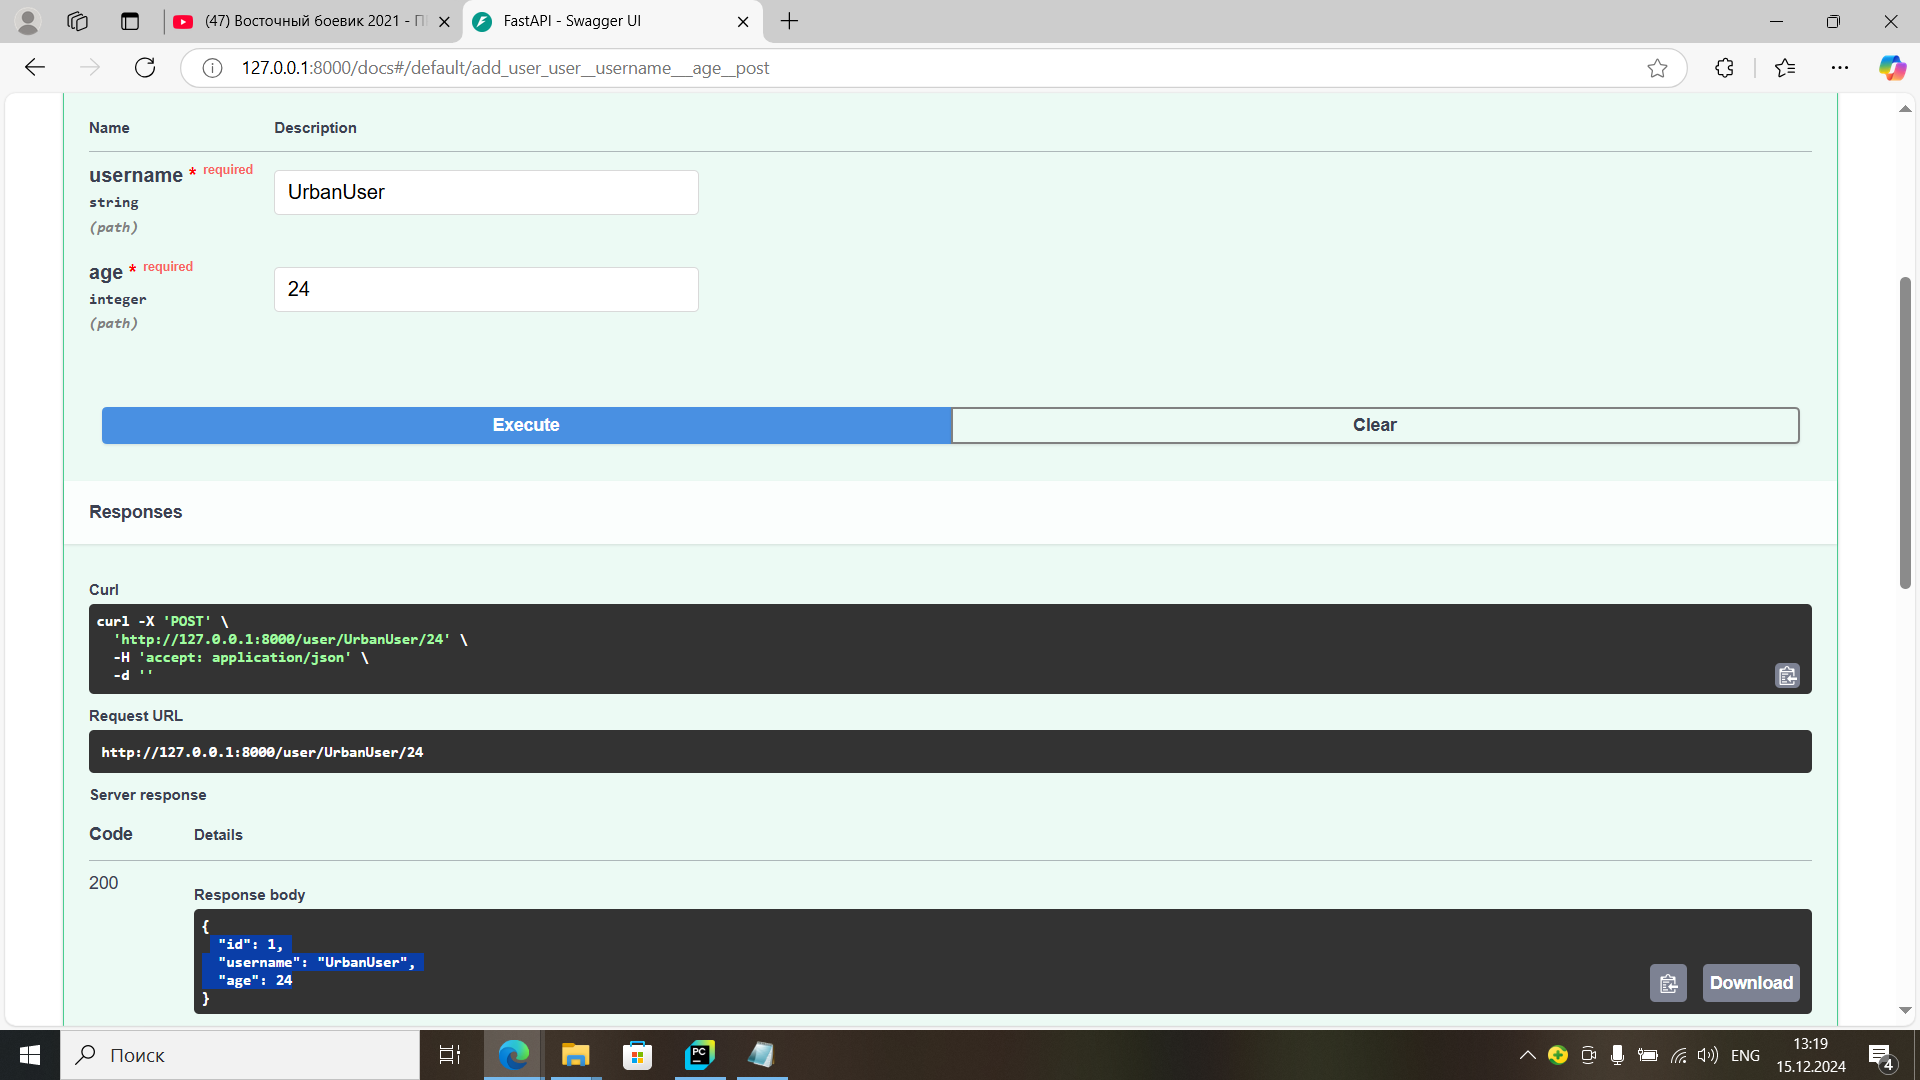 (47) Восточный боевик 2021 - П
FastAPI - Swagger UI
127.0.0.1:8000/docs#/default/add_user_user__username___age__post
Name
Description
username * required
string
(path)
UrbanUser
age * required
integer
(path)
24
Execute
Clear
Responses
Curl
curl -X 'POST' \
'http://127.0.0.1:8000/user/UrbanUser/24' \
-H 'accept: application/json' \
-d ''
Request URL
http://127.0.0.1:8000/user/UrbanUser/24
Server response
Code
Details
200
Response body
{
"id": 1,
"username": "UrbanUser",
"age": 24
}
Download
Поиск
PC
ENG
13:19
15.12.2024
4